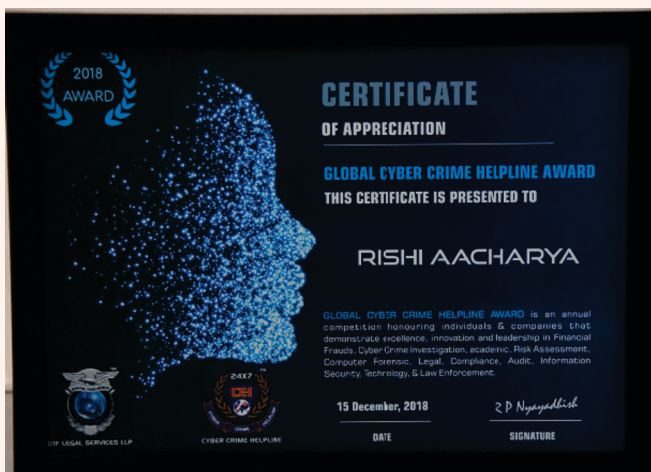 2018
AWARD
CERTIFICATE
OF APPRECIATION
GLOBAL CYBER CRIME HELPLINE AWARD
THIS CERTIFICATE IS PRESENTED TO
RISHI AACHARYA
GLOBAL CYBER CRIME HELPLINE AWARD is an annual
competition honouring individuals & companies that
demonstrate excellence, innovation and leadership in Financial
Frauds, Cyber Crime Investigation, academic, Risk Assessment,
Computer Forensic, Legal, Compliance, Audit, Information
Security, Technology, & Law Enforcement.
LEGAL SERVICES LLP
24X7
TM
CYBER CRIME HELPLINE
15 December, 2018
DATE
R P Nyayadhish
SIGNATURE